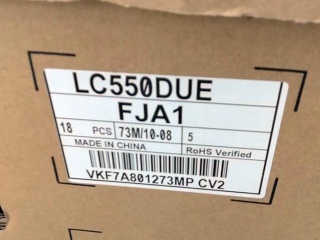 LC550DUE
FJA1
18 PCS 73M/10-08 5
MADE IN CHINA RoHS Verified
VKF7A801273MP CV2